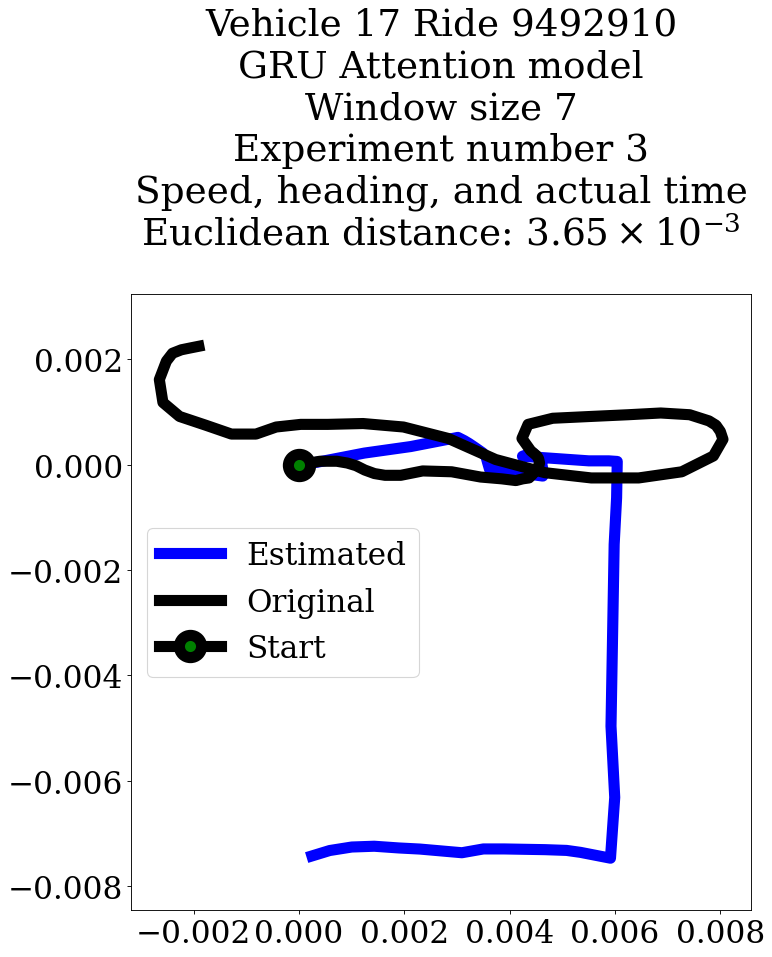 Vehicle 17 Ride 9492910
GRU Attention model
Window size 7
Experiment number 3
Speed, heading, and actual time
Euclidean distance: 3.65 × 10⁻³
0.002
0.000
−0.002
−0.004
−0.006
−0.008
Estimated
Original
Start
−0.002 0.000 0.002 0.004 0.006 0.008